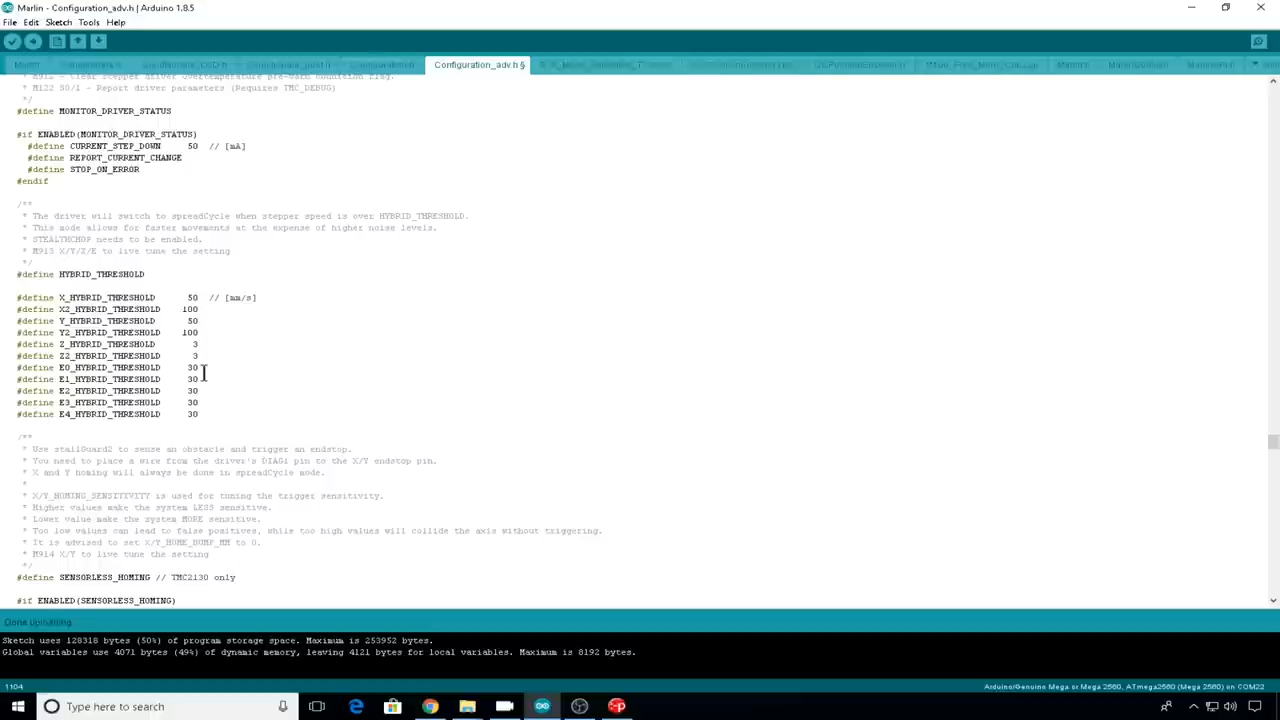 Marlin - Configuration_adv.h | Arduino 1.8.5
File Edit Sketch Tools Help
Configuration_adv.h §
* M122 S0/1 - Report driver parameters (Requires TMC_DEBUG)
*/
#define MONITOR_DRIVER_STATUS
#if ENABLED(MONITOR_DRIVER_STATUS)
#define CURRENT_STEP_DOWN 50 // [mA]
#define REPORT_CURRENT_CHANGE
#define STOP_ON_ERROR
#endif
/**
* The driver will switch to spreadCycle when stepper speed is over HYBRID_THRESHOLD.
* This mode allows for faster movements at the expense of higher noise levels.
* STEALTHCHOP needs to be enabled.
* M913 X/Y/Z/E to live tune the setting
*/
#define HYBRID_THRESHOLD
#define X_HYBRID_THRESHOLD 50 // [mm/s]
#define X2_HYBRID_THRESHOLD 100
#define Y_HYBRID_THRESHOLD 50
#define Y2_HYBRID_THRESHOLD 100
#define Z_HYBRID_THRESHOLD 3
#define Z2_HYBRID_THRESHOLD 3
#define E0_HYBRID_THRESHOLD 30
#define E1_HYBRID_THRESHOLD 30
#define E2_HYBRID_THRESHOLD 30
#define E3_HYBRID_THRESHOLD 30
#define E4_HYBRID_THRESHOLD 30
/**
* Use stallGuard2 to sense an obstacle and trigger an endstop.
* You need to place a wire from the driver's DIAG1 pin to the X/Y endstop pin.
* X and Y homing will always be done in spreadCycle mode.
*
* X/Y_HOMING_SENSITIVITY is used for tuning the trigger sensitivity.
* Higher values make the system LESS sensitive.
* Lower value make the system MORE sensitive.
* Too low values can lead to false positives, while too high values will collide the axis without triggering.
* It is advised to set X/Y_HOME_BUMP_MM to 0.
* M914 X/Y to live tune the setting
*/
#define SENSORLESS_HOMING // TMC2130 only
#if ENABLED(SENSORLESS_HOMING)
Sketch uses 128318 bytes (50%) of program storage space. Maximum is 253952 bytes.
Global variables use 4071 bytes (49%) of dynamic memory, leaving 4121 bytes for local variables. Maximum is 8192 bytes.
1104
Arduino/Genuino Mega or Mega 2560, ATmega2560 (Mega 2560) on COM22
Type here to search